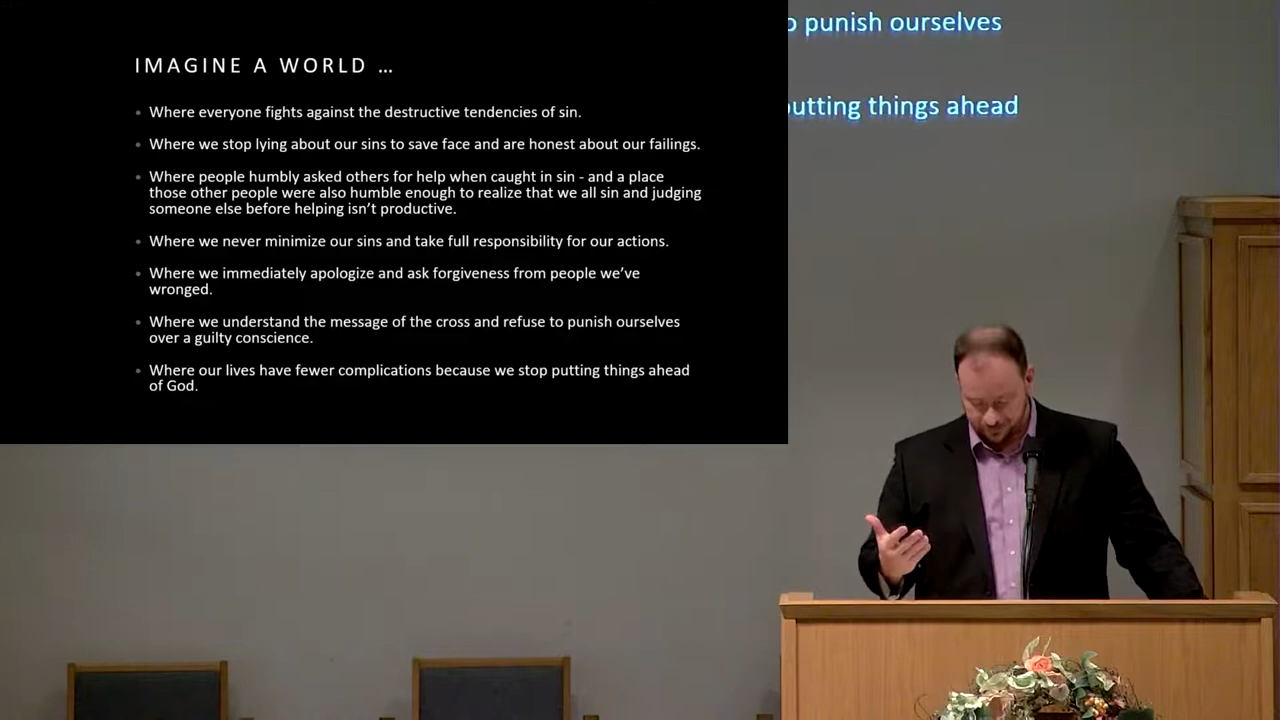 IMAGINE A WORLD …
• Where everyone fights against the destructive tendencies of sin.
• Where we stop lying about our sins to save face and are honest about our failings.
• Where people humbly asked others for help when caught in sin - and a place
those other people were also humble enough to realize that we all sin and judging
someone else before helping isn’t productive.
• Where we never minimize our sins and take full responsibility for our actions.
• Where we immediately apologize and ask forgiveness from people we’ve
wronged.
• Where we understand the message of the cross and refuse to punish ourselves
over a guilty conscience.
• Where our lives have fewer complications because we stop putting things ahead
of God.
punish ourselves
things ahead